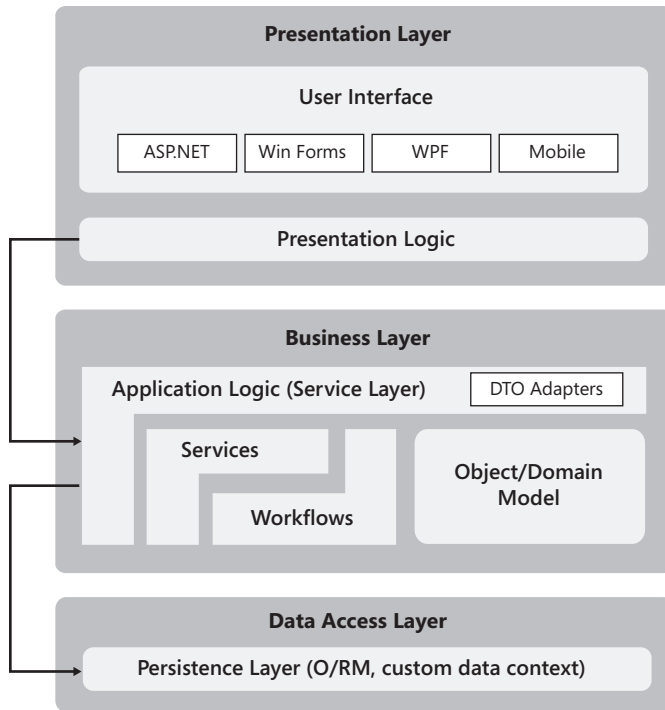 Presentation Layer
User Interface
ASP.NET
Win Forms
WPF
Mobile
Presentation Logic
Business Layer
Application Logic (Service Layer)
DTO Adapters
Services
Workflows
Object/Domain
Model
Data Access Layer
Persistence Layer (O/RM, custom data context)